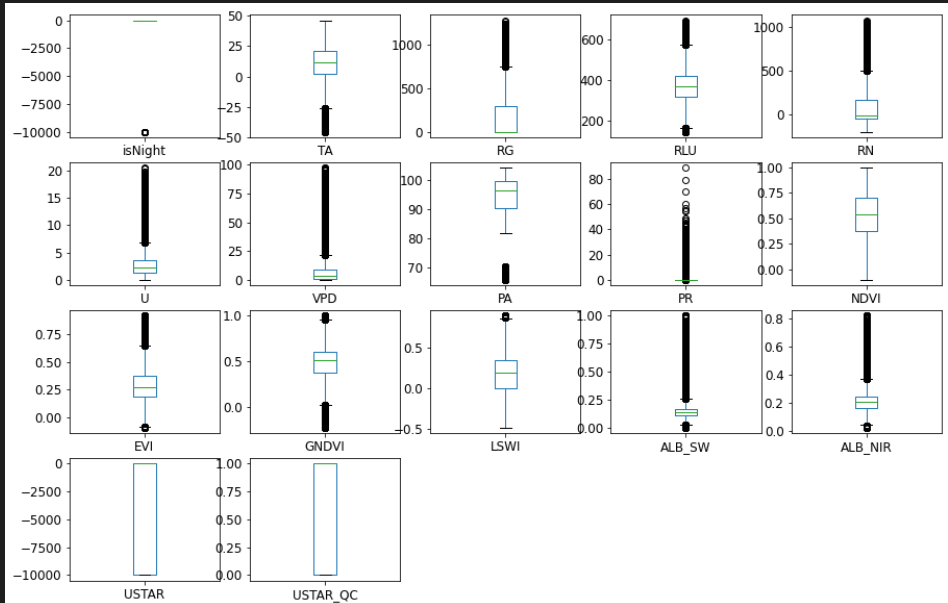 0 50 1000 600 1000
−2500 25 400 500
−5000 0 500
−7500 −25 200 0
−10000 −50 0
isNight TA RG RLU RN
20 100 100 80 1.00
15 75 90 60 0.75
10 50 80 40 0.50
5 25 70 20 0.25
0 0 0 0.00
U VPD PA PR NDVI
0.75 1.0 0.5 1.00 0.8
0.50 0.5 0.0 0.75 0.6
0.25 0.0 −0.5 0.50 0.4
0.00 0.25 0.2
0.00 0.0
EVI GNDVI LSWI ALB_SW ALB_NIR
0 1.00
−2500 0.75
−5000 0.50
−7500 0.25
−10000 0.00
USTAR USTAR_QC